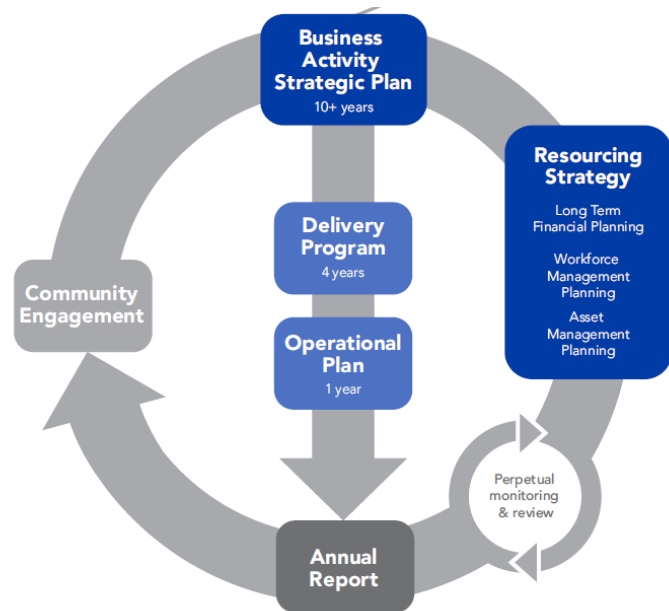 Business
Activity
Strategic Plan
10+ years
Resourcing
Strategy
Long Term
Financial Planning
Workforce
Management
Planning
Asset
Management
Planning
Delivery
Program
4 years
Community
Engagement
Operational
Plan
1 year
Perpetual
monitoring
& review
Annual
Report